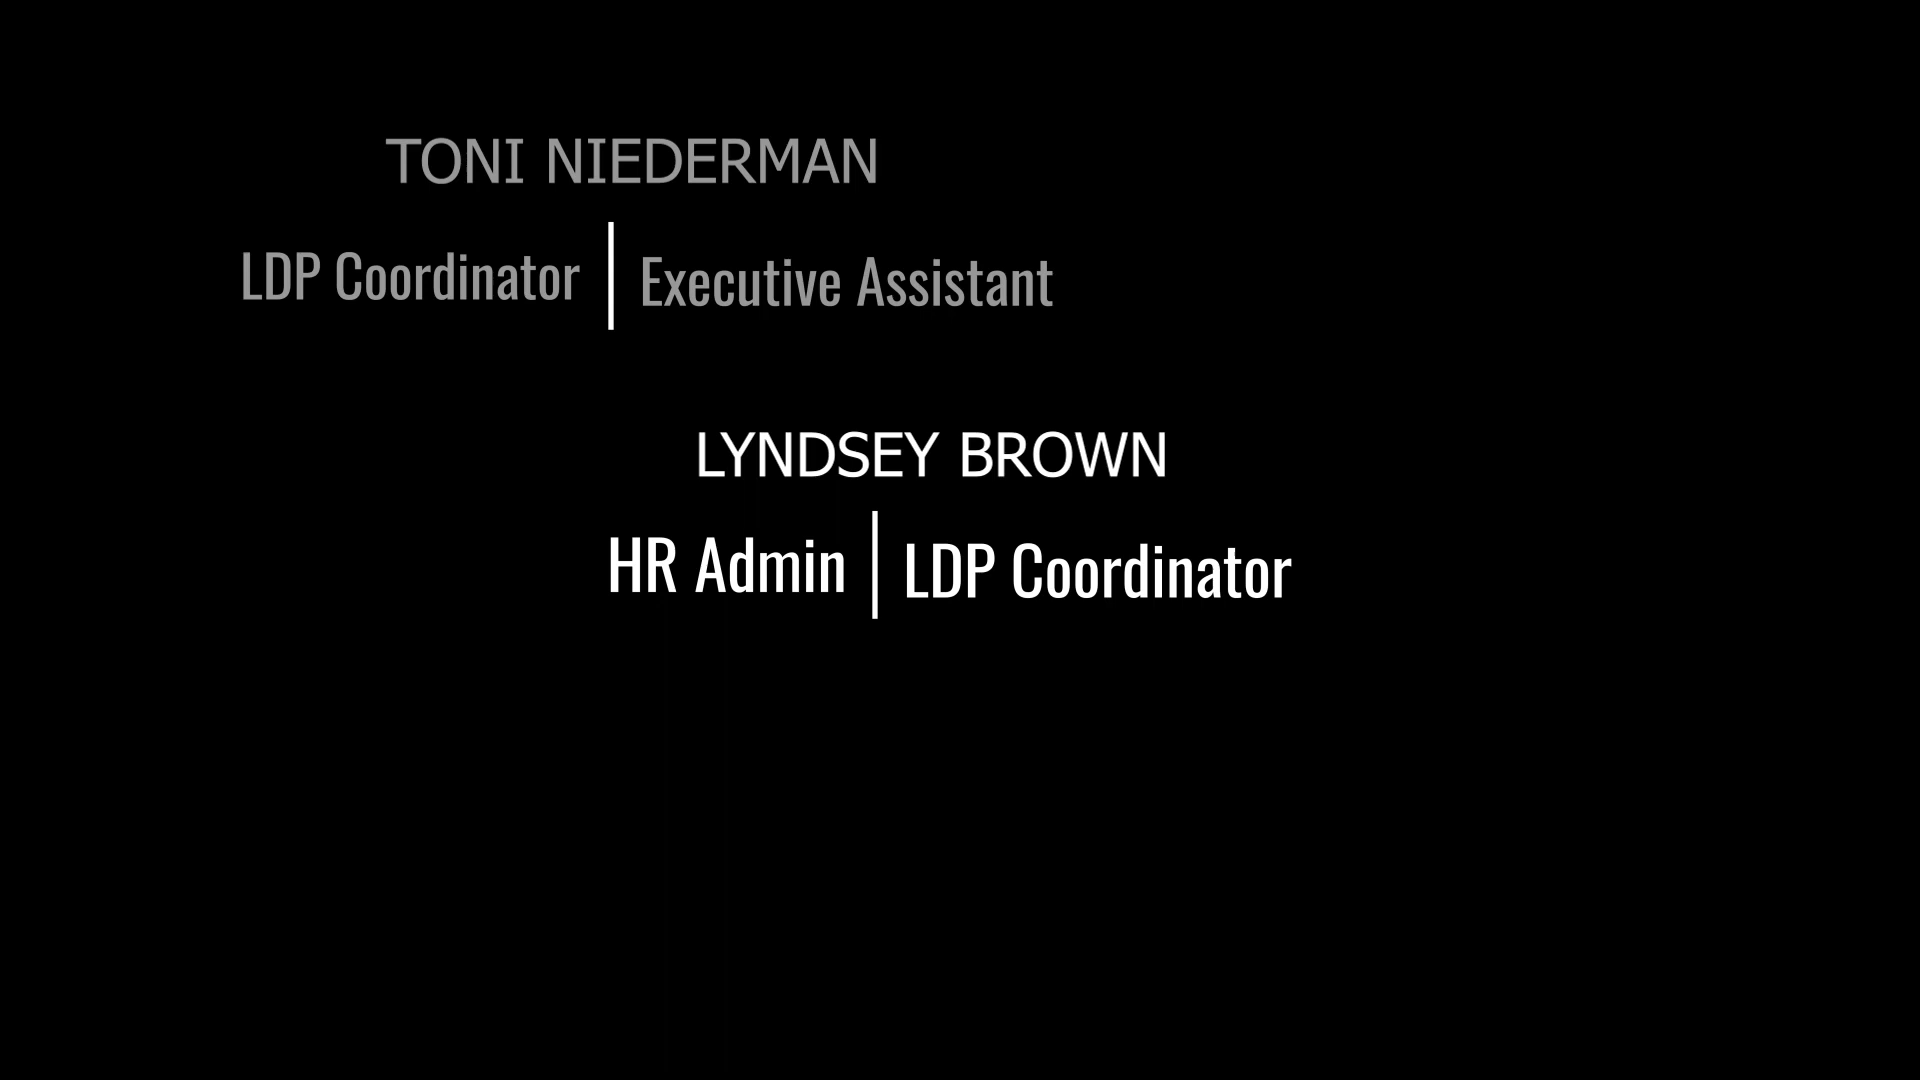 TONI NIEDERMAN
LDP Coordinator | Executive Assistant
LYNDSEY BROWN
HR Admin | LDP Coordinator